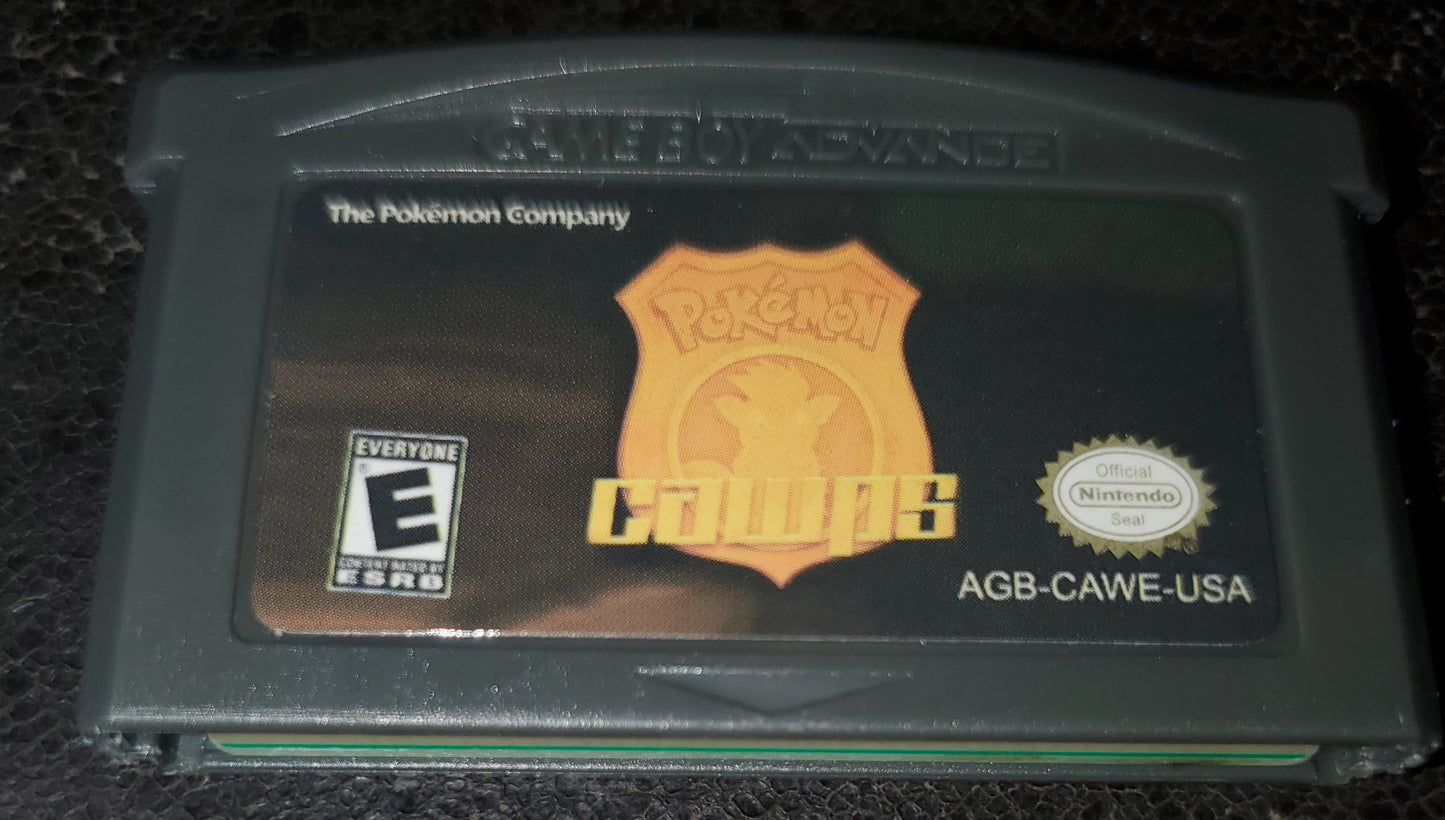 GAME BOY ADVANCE
The Pokémon Company
POKéMON
cawps
EVERYONE
E
®
CONTENT RATED BY
ESRB
Official
Nintendo
Seal
®
AGB-CAWE-USA